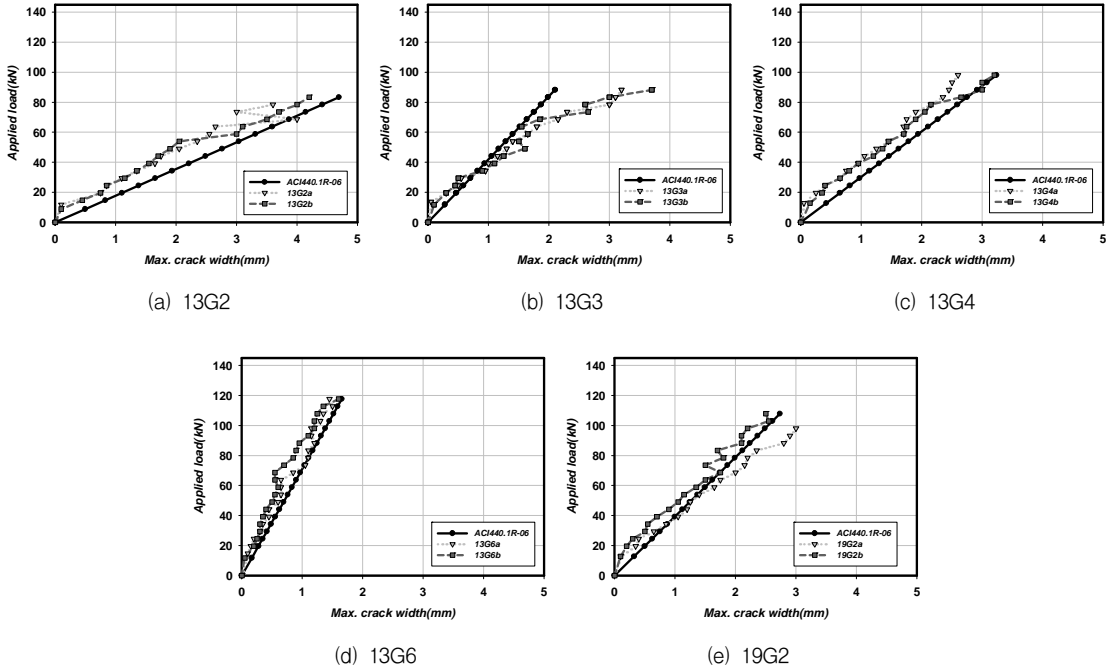 140
120
100
80
60
40
20
0
Applied load(kN)
0 1 2 3 4 5
Max. crack width(mm)
ACI440.1R-06
13G2a
13G2b
(a) 13G2
140
120
100
80
60
40
20
0
Applied load(kN)
0 1 2 3 4 5
Max. crack width(mm)
ACI440.1R-06
13G3a
13G3b
(b) 13G3
140
120
100
80
60
40
20
0
Applied load(kN)
0 1 2 3 4 5
Max. crack width(mm)
ACI440.1R-06
13G4a
13G4b
(c) 13G4
140
120
100
80
60
40
20
0
Applied load(kN)
0 1 2 3 4 5
Max. crack width(mm)
ACI440.1R-06
13G6a
13G6b
(d) 13G6
140
120
100
80
60
40
20
0
Applied load(kN)
0 1 2 3 4 5
Max. crack width(mm)
ACI440.1R-06
19G2a
19G2b
(e) 19G2